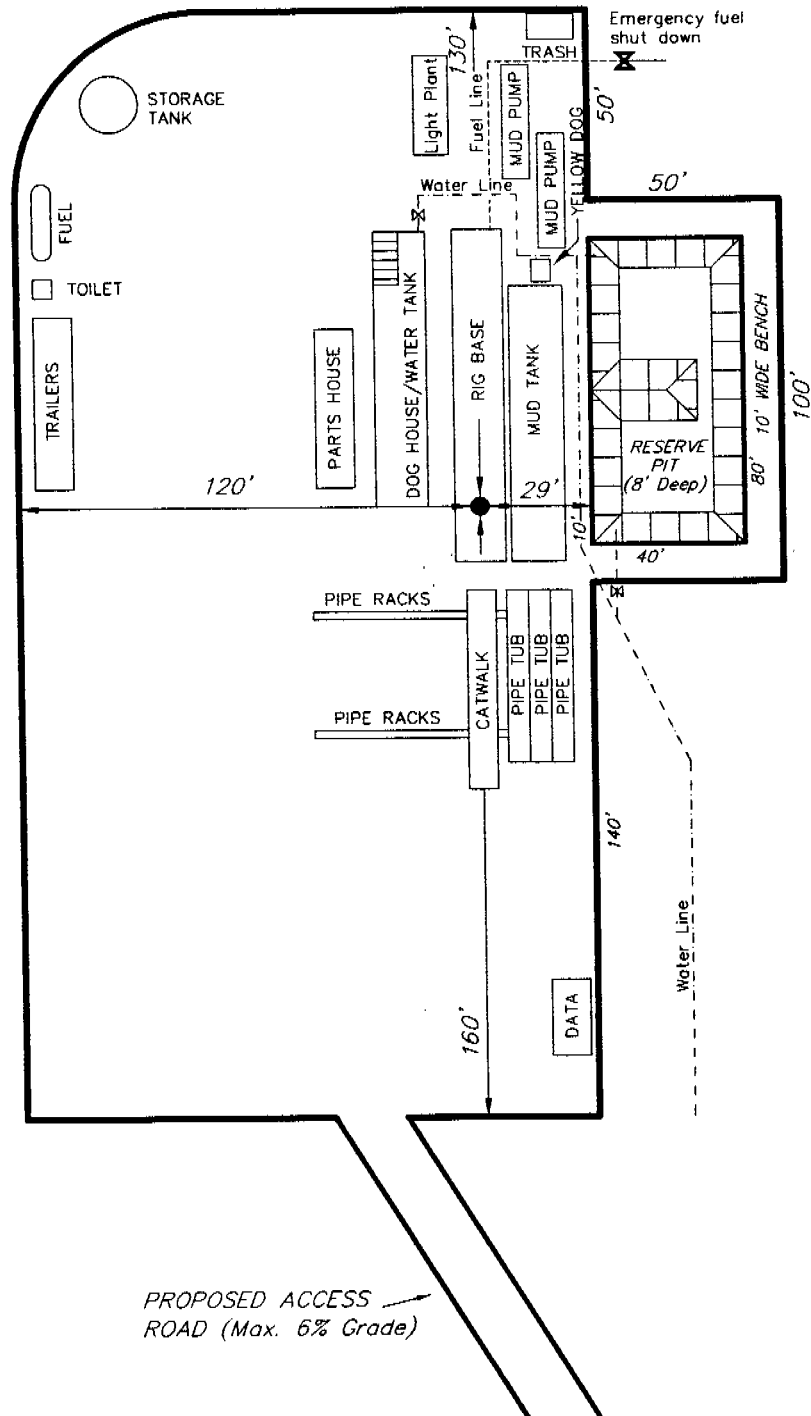 Emergency fuel
shut down
TRASH
130'
50'
STORAGE
TANK
Light Plant
Fuel Line
MUD PUMP
MUD PUMP
YELLOW DOG
Water Line
50'
FUEL
TOILET
TRAILERS
PARTS HOUSE
DOG HOUSE/WATER TANK
RIG BASE
MUD TANK
RESERVE
PIT
(8' Deep)
80'
10' WIDE BENCH
100'
120'
29'
10'
40'
PIPE RACKS
PIPE RACKS
CATWALK
PIPE TUB
PIPE TUB
PIPE TUB
140'
Water Line
160'
DATA
PROPOSED ACCESS
ROAD (Max. 6% Grade)